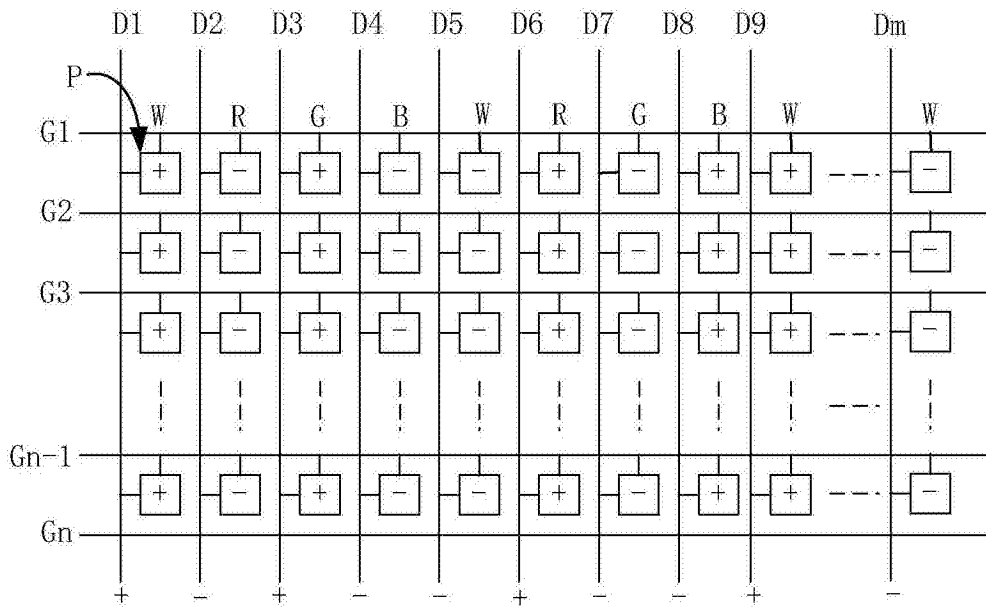 D1 D2 D3 D4 D5 D6 D7 D8 D9 Dm
P
W R G B W R G B W W
G1
+ − + − − + − + + −
G2
+ − + − − + − + + −
G3
+ − + − − + − + + −
Gn-1
+ − + − − + − + + −
Gn
+ − + − − + − − + −